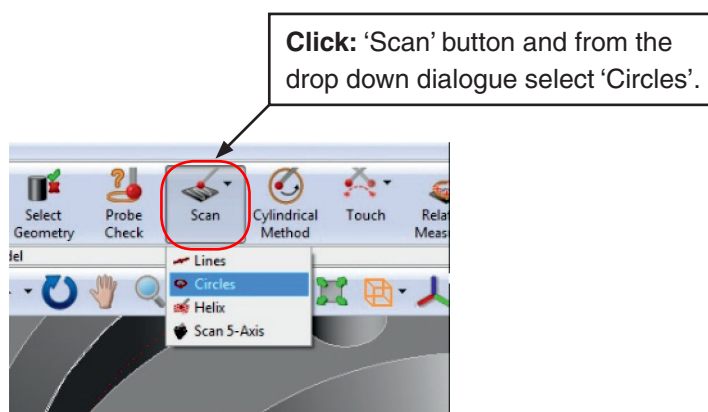 Click: ‘Scan’ button and from the
drop down dialogue select ‘Circles’.
Select
Geometry
Probe
Check
Scan
Cylindrical
Method
Touch
Lines
Circles
Helix
Scan 5-Axis